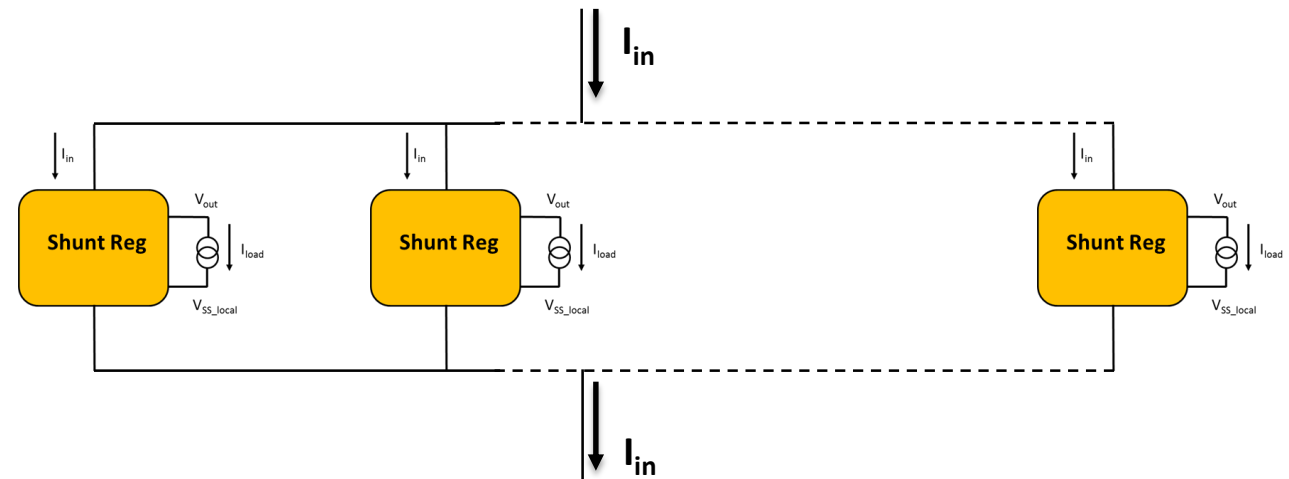 Iin
Iin
Iin
Iin
Vout
Vout
Vout
Shunt Reg
Shunt Reg
Shunt Reg
Iload
Iload
Iload
VSS_local
VSS_local
VSS_local
Iin